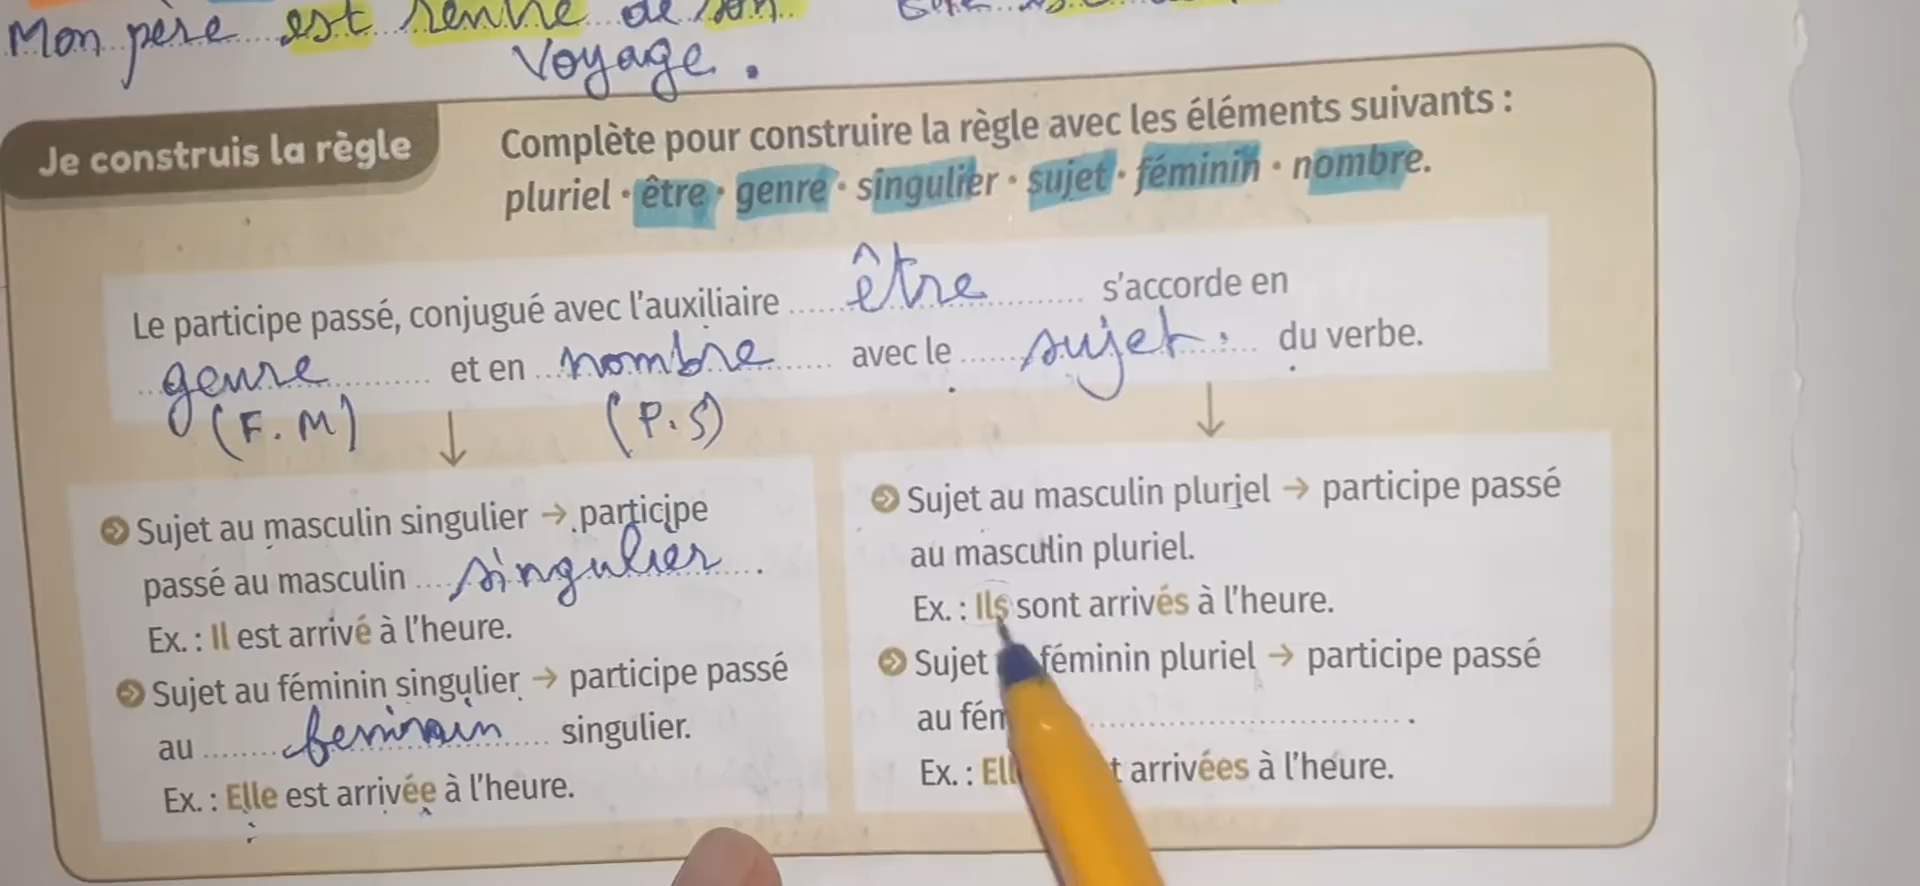 Mon père est rentré de son
voyage.
Je construis la règle
Complète pour construire la règle avec les éléments suivants :
pluriel · être · genre · singulier · sujet · féminin · nombre.
Le participe passé, conjugué avec l'auxiliaire être s'accorde en
genre et en nombre avec le sujet. du verbe.
(F. M) (P. S)
Sujet au masculin singulier → participe
passé au masculin singulier.
Ex. : Il est arrivé à l'heure.
Sujet au féminin singulier → participe passé
au feminin singulier.
Ex. : Elle est arrivée à l'heure.
Sujet au masculin pluriel → participe passé
au masculin pluriel.
Ex. : Ils sont arrivés à l'heure.
Sujet féminin pluriel → participe passé
au fém
Ex. : Ell t arrivées à l'heure.